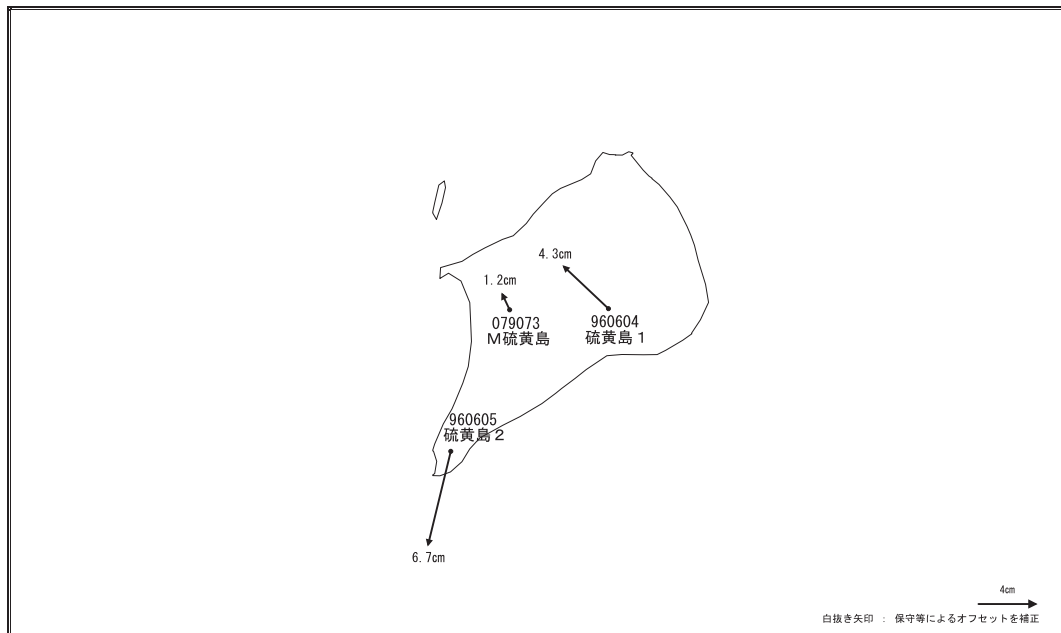 4.3cm
1.2cm
079073
M硫黄島
960604
硫黄島1
960605
硫黄島2
6.7cm
4cm
白抜き矢印 : 保守等によるオフセットを補正